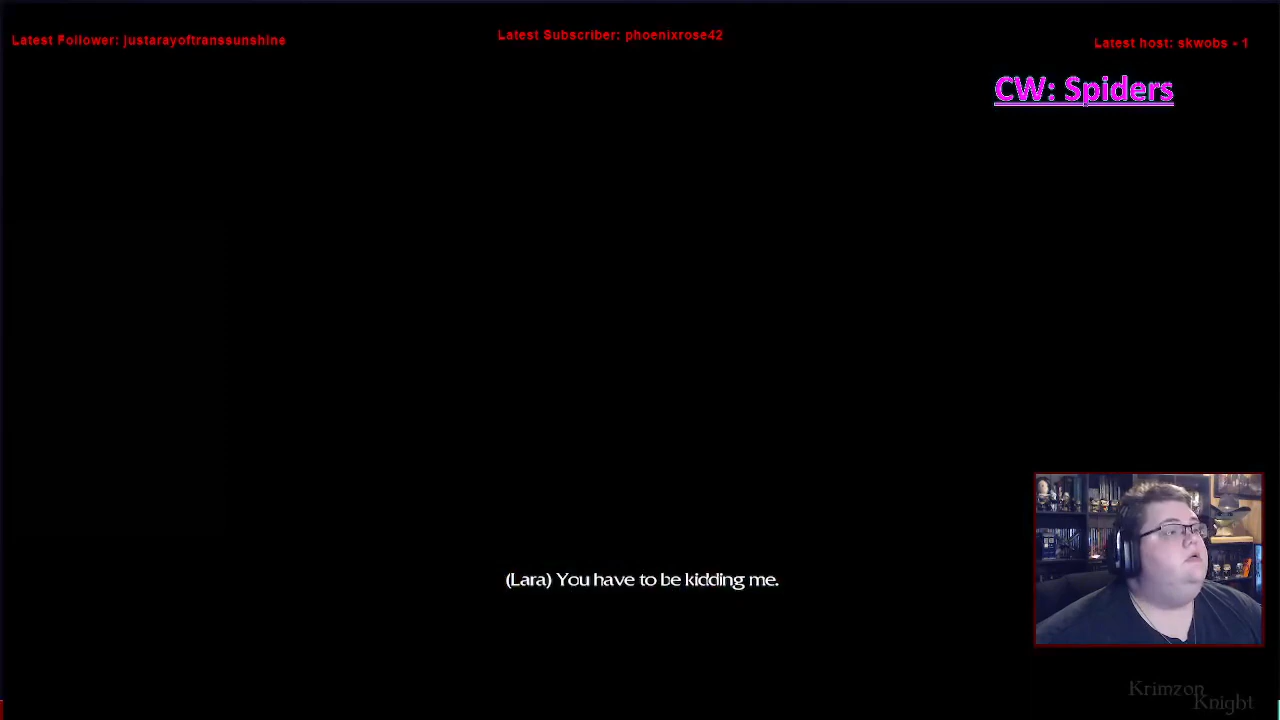 Latest Follower: justarayoftranssunshine
Latest Subscriber: phoenixrose42
Latest host: skwobs - 1
CW: Spiders
(Lara) You have to be kidding me.
Krimzon
Knight